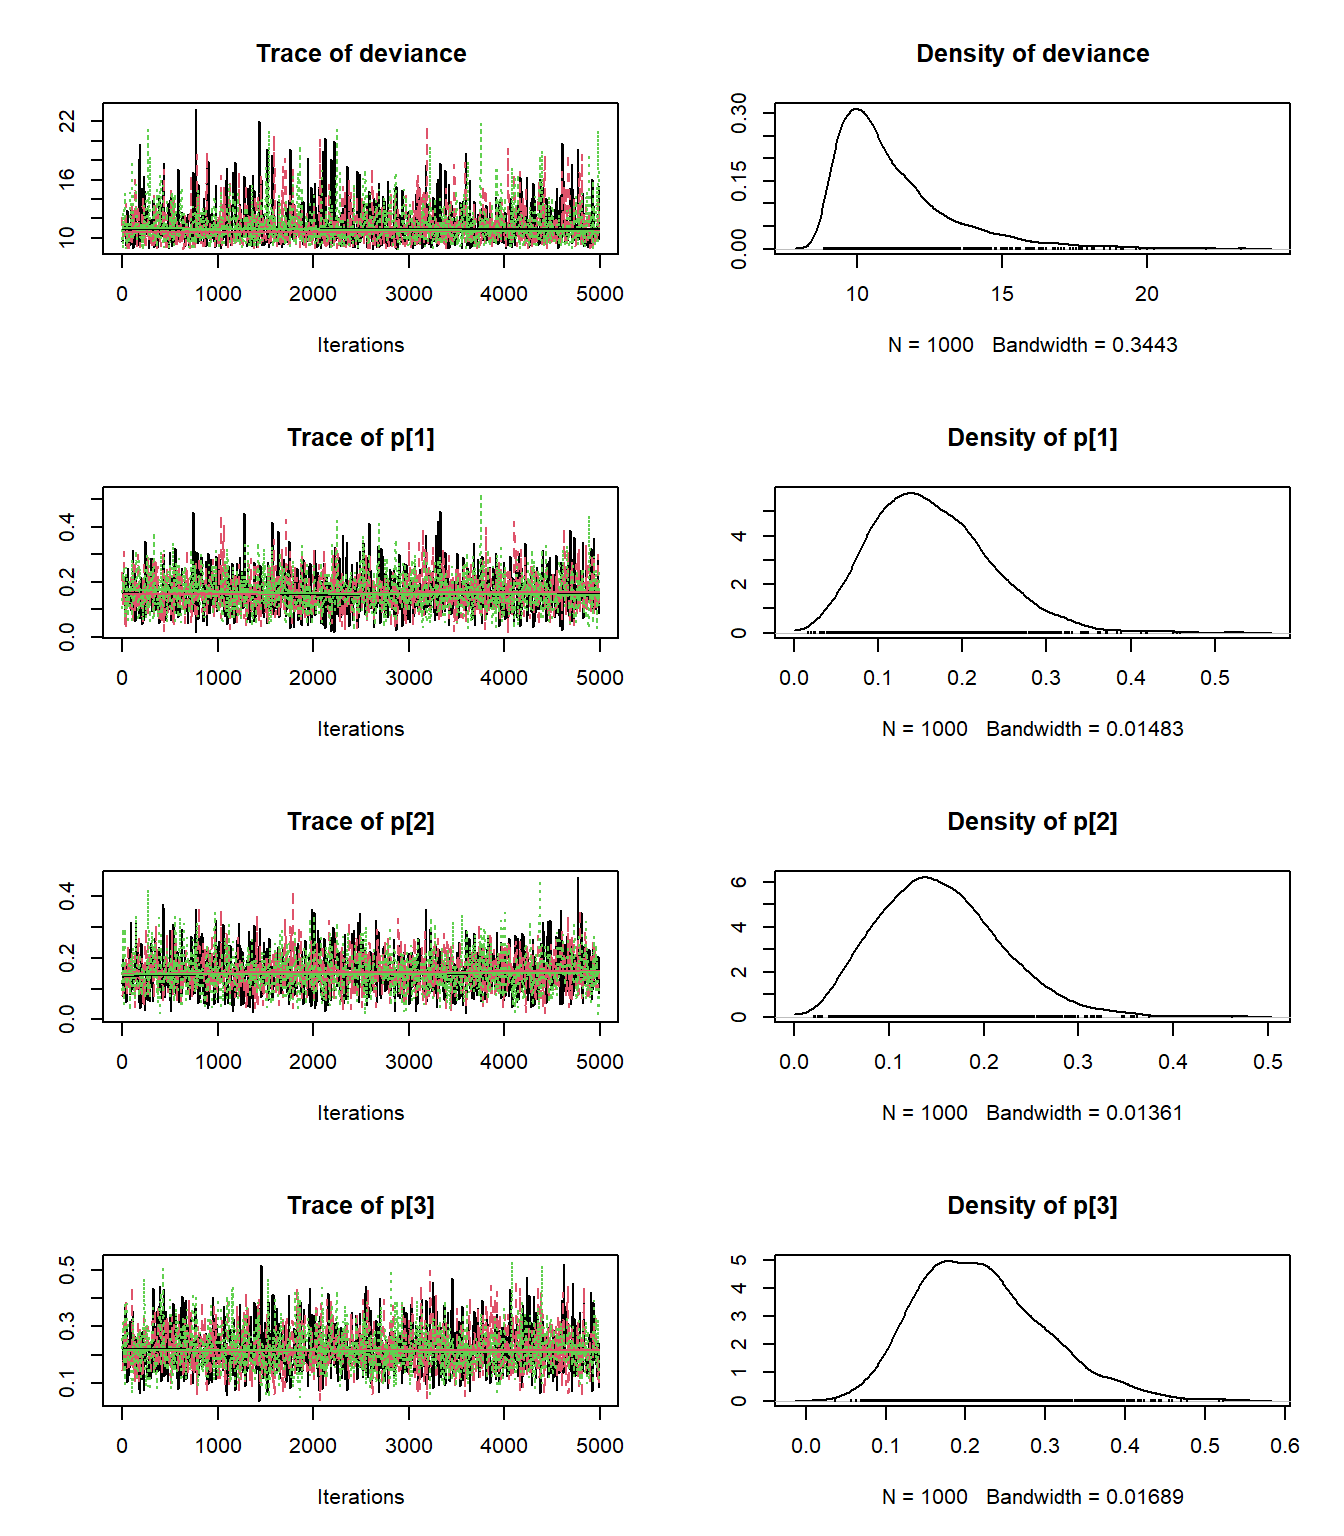 Trace of deviance
10 16 22
0 1000 2000 3000 4000 5000
Iterations
Density of deviance
0.00 0.15 0.30
10 15 20
N = 1000 Bandwidth = 0.3443
Trace of p[1]
0.0 0.2 0.4
0 1000 2000 3000 4000 5000
Iterations
Density of p[1]
0 2 4
0.0 0.1 0.2 0.3 0.4 0.5
N = 1000 Bandwidth = 0.01483
Trace of p[2]
0.0 0.2 0.4
0 1000 2000 3000 4000 5000
Iterations
Density of p[2]
0 2 4 6
0.0 0.1 0.2 0.3 0.4 0.5
N = 1000 Bandwidth = 0.01361
Trace of p[3]
0.1 0.3 0.5
0 1000 2000 3000 4000 5000
Iterations
Density of p[3]
0 1 2 3 4 5
0.0 0.1 0.2 0.3 0.4 0.5 0.6
N = 1000 Bandwidth = 0.01689